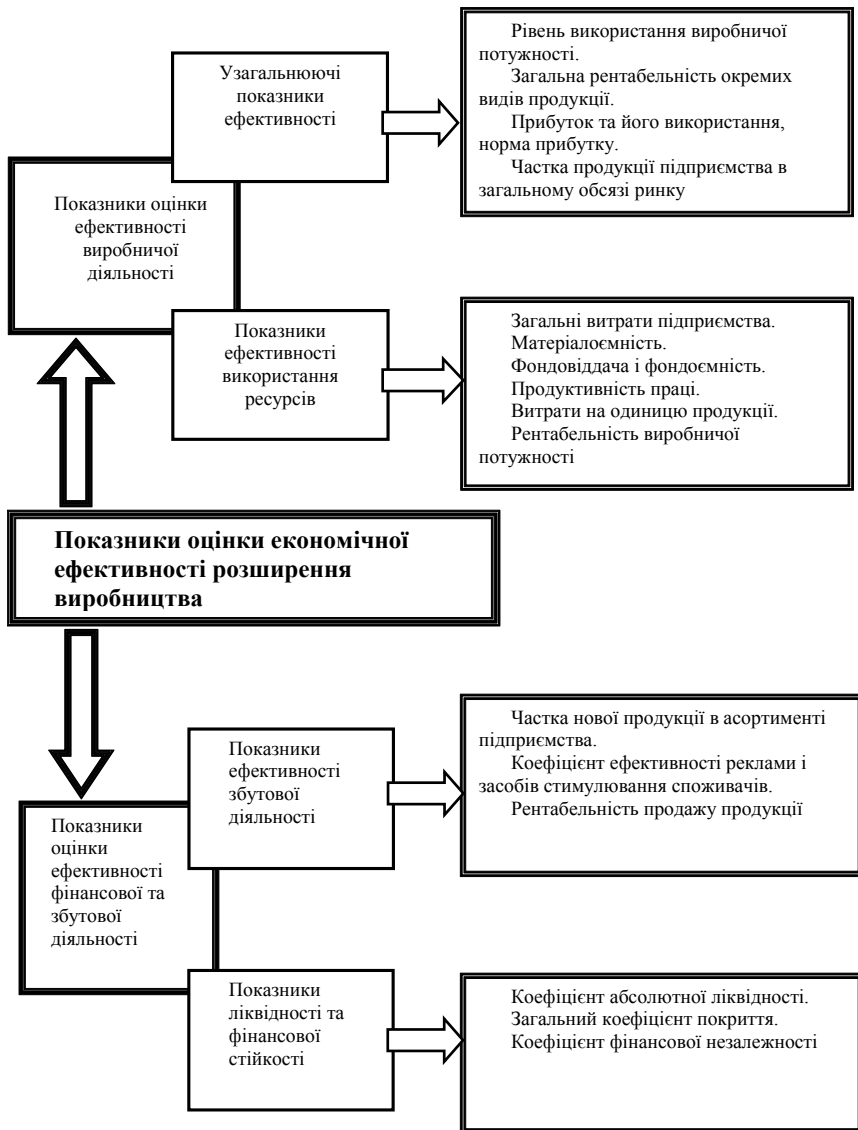 Узагальнюючі
показники
ефективності
Рівень використання виробничої
потужності.
Загальна рентабельність окремих
видів продукції.
Прибуток та його використання,
норма прибутку.
Частка продукції підприємства в
загальному обсязі ринку
Показники оцінки
ефективності
виробничої
діяльності
Показники
ефективності
використання
ресурсів
Загальні витрати підприємства.
Матеріалоємність.
Фондовіддача і фондоємність.
Продуктивність праці.
Витрати на одиницю продукції.
Рентабельність виробничої
потужності
Показники оцінки економічної
ефективності розширення
виробництва
Показники
ефективності
збутової
діяльності
Частка нової продукції в асортименті
підприємства.
Коефіцієнт ефективності реклами і
засобів стимулювання споживачів.
Рентабельність продажу продукції
Показники
оцінки
ефективності
фінансової та
збутової
діяльності
Показники
ліквідності та
фінансової
стійкості
Коефіцієнт абсолютної ліквідності.
Загальний коефіцієнт покриття.
Коефіцієнт фінансової незалежності